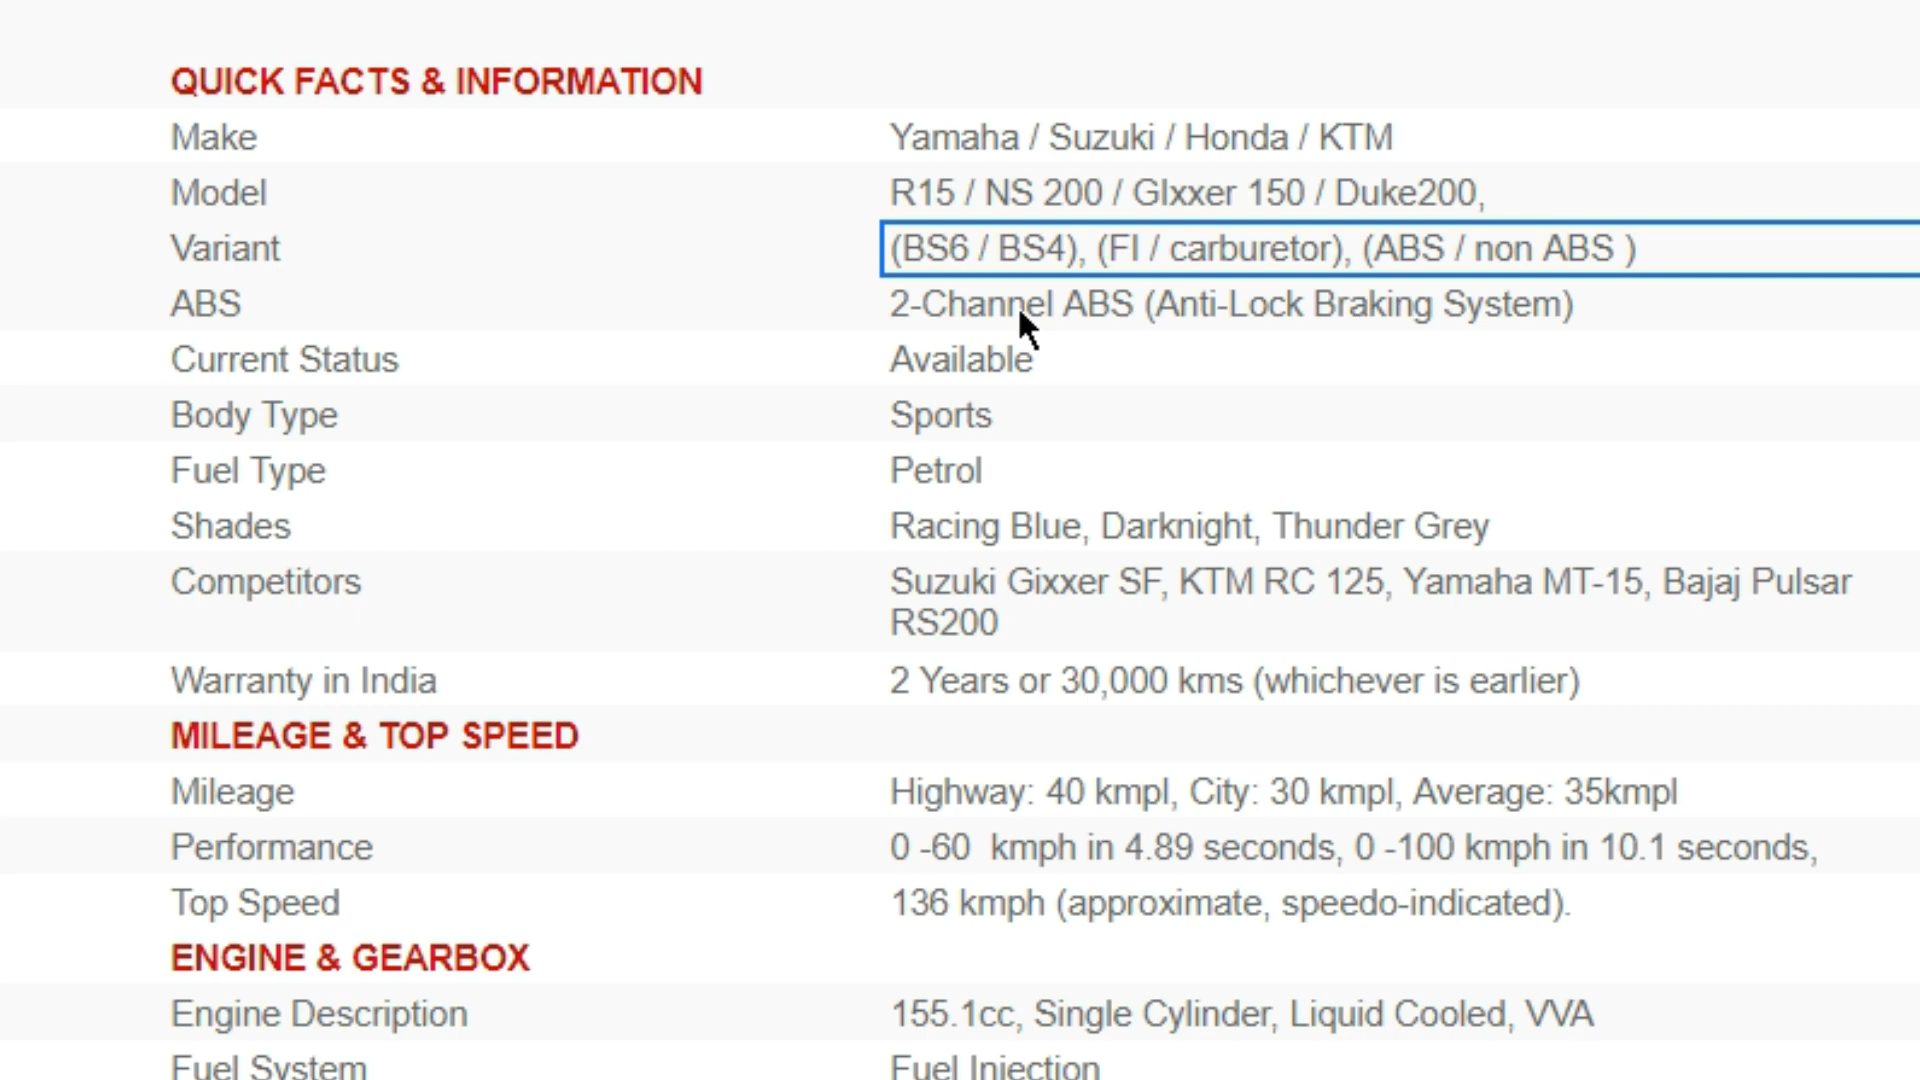 QUICK FACTS & INFORMATION
Make Yamaha / Suzuki / Honda / KTM
Model R15 / NS 200 / GIxxer 150 / Duke200,
Variant (BS6 / BS4), (FI / carburetor), (ABS / non ABS )
ABS 2-Channel ABS (Anti-Lock Braking System)
Current Status Available
Body Type Sports
Fuel Type Petrol
Shades Racing Blue, Darknight, Thunder Grey
Competitors Suzuki Gixxer SF, KTM RC 125, Yamaha MT-15, Bajaj Pulsar
RS200
Warranty in India 2 Years or 30,000 kms (whichever is earlier)
MILEAGE & TOP SPEED
Mileage Highway: 40 kmpl, City: 30 kmpl, Average: 35kmpl
Performance 0 -60  kmph in 4.89 seconds, 0 -100 kmph in 10.1 seconds,
Top Speed 136 kmph (approximate, speedo-indicated).
ENGINE & GEARBOX
Engine Description 155.1cc, Single Cylinder, Liquid Cooled, VVA
Fuel System Fuel Injection